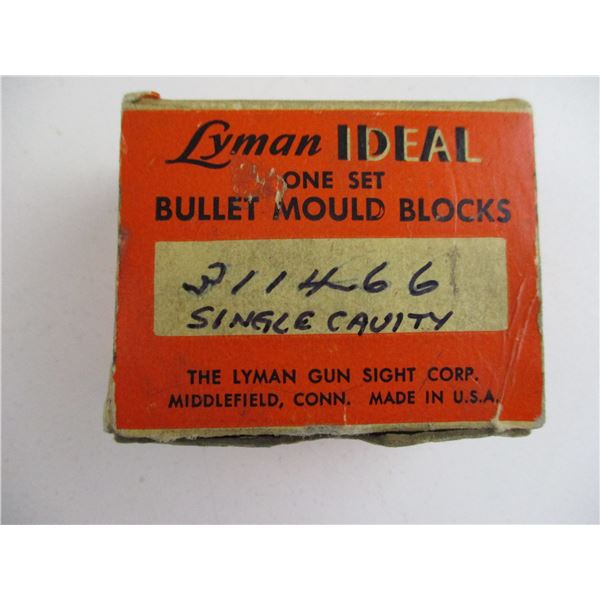 Lyman IDEAL
ONE SET
BULLET MOULD BLOCKS
311466
SINGLE CAVITY
THE LYMAN GUN SIGHT CORP.
MIDDLEFIELD, CONN. MADE IN U.S.A.